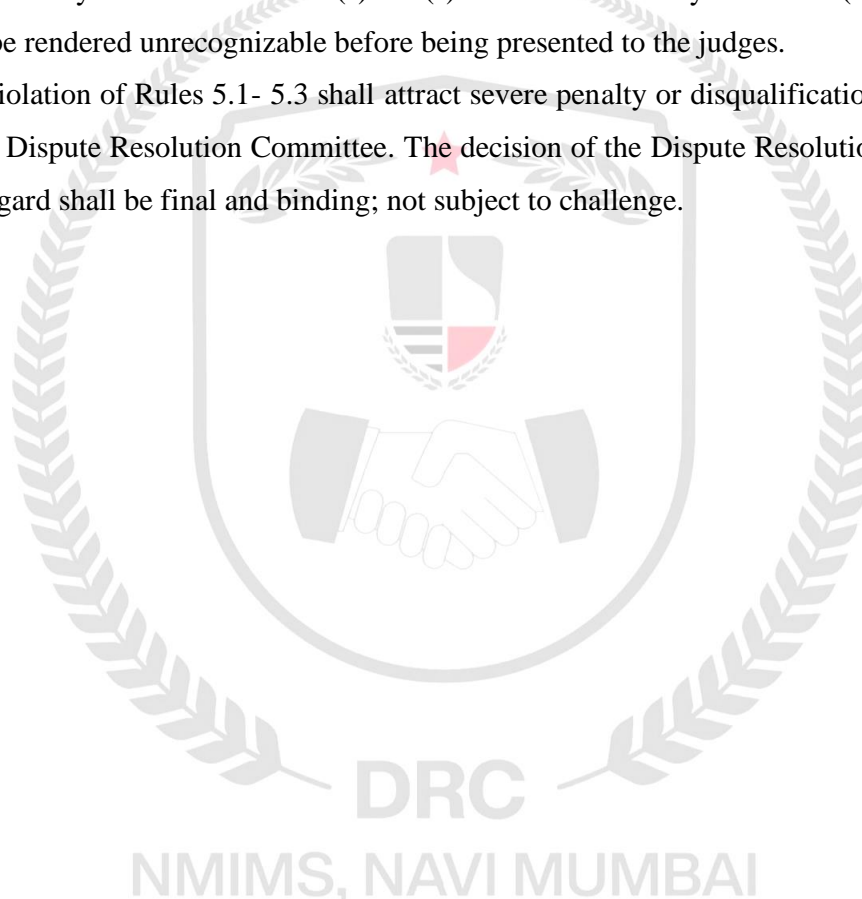 be rendered unrecognizable before being presented to the judges.
iolation of Rules 5.1- 5.3 shall attract severe penalty or disqualificatio
Dispute Resolution Committee. The decision of the Dispute Resolutio
gard shall be final and binding; not subject to challenge.
DRC
NMIMS, NAVI MUMBAI